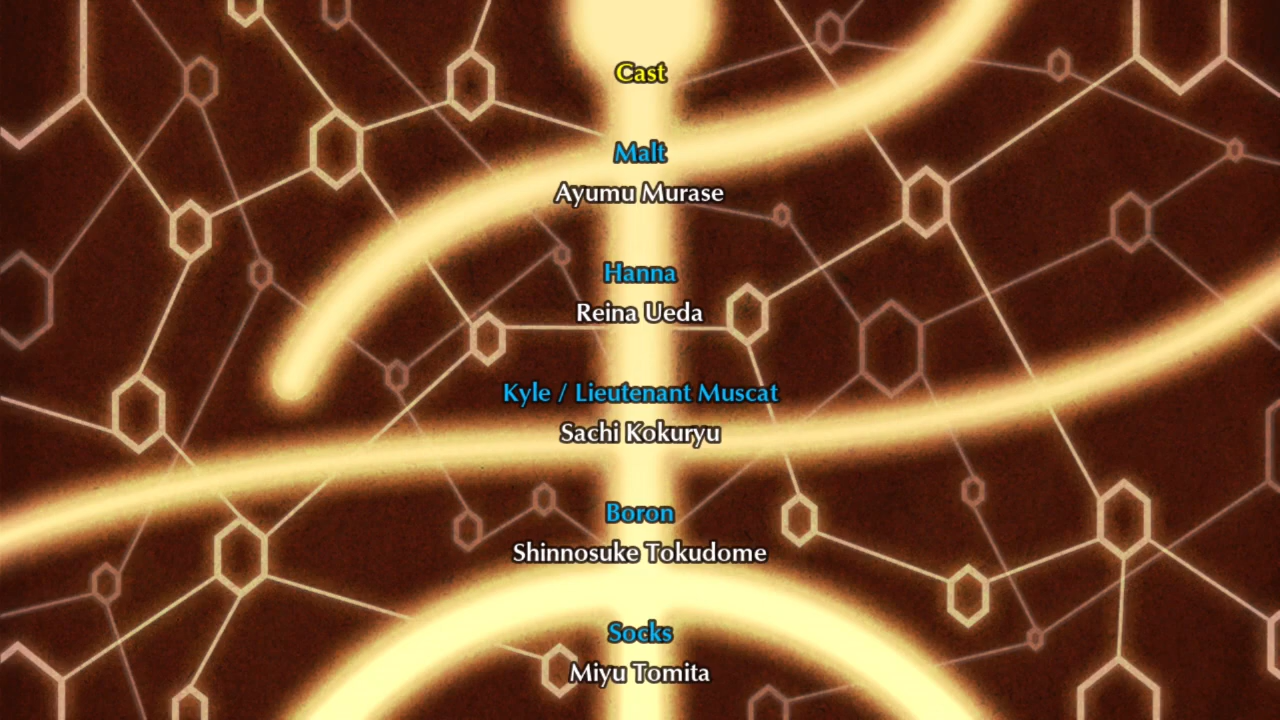 Cast
Malt
Ayumu Murase
Hanna
Reina Ueda
Kyle / Lieutenant Muscat
Sachi Kokuryu
Boron
Shinnosuke Tokudome
Socks
Miyu Tomita